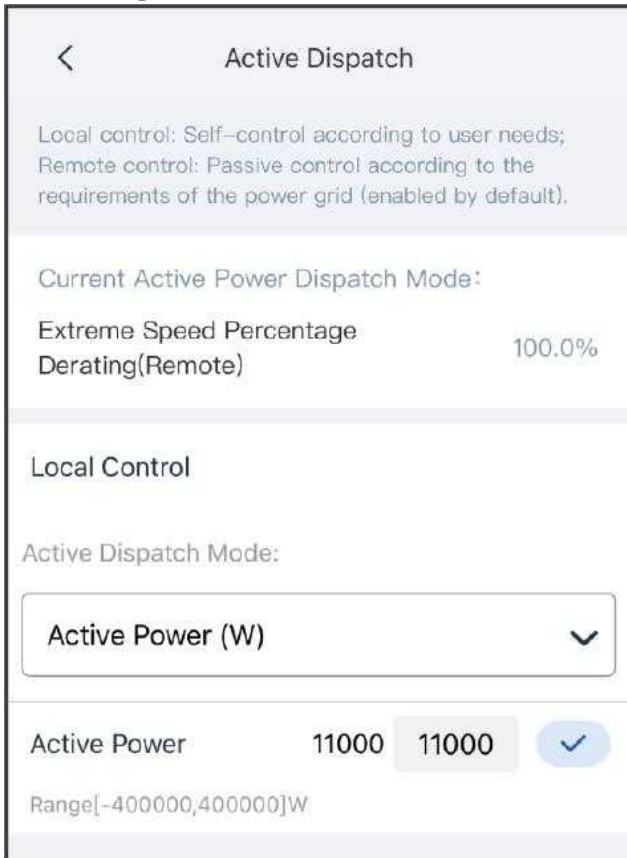 Active Dispatch
Local control: Self-control according to user needs;
Remote control: Passive control according to the
requirements of the power grid (enabled by default).
Current Active Power Dispatch Mode:
Extreme Speed Percentage
Derating(Remote)
100.0%
Local Control
Active Dispatch Mode:
Active Power (W)
Active Power 11000 11000
Range[-400000,400000]W